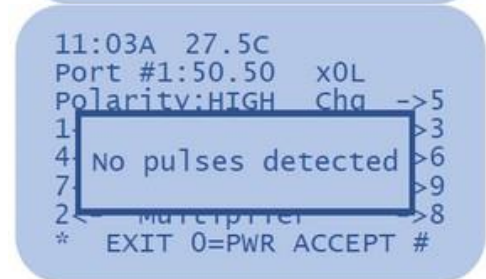 11:03A 27.5C
Port #1:50.50 x0L
Polarity:HIGH Chg ->5
1 >3
No pulses detected
4 >6
7 >9
2<- Multiplier ->8
* EXIT 0=PWR ACCEPT #